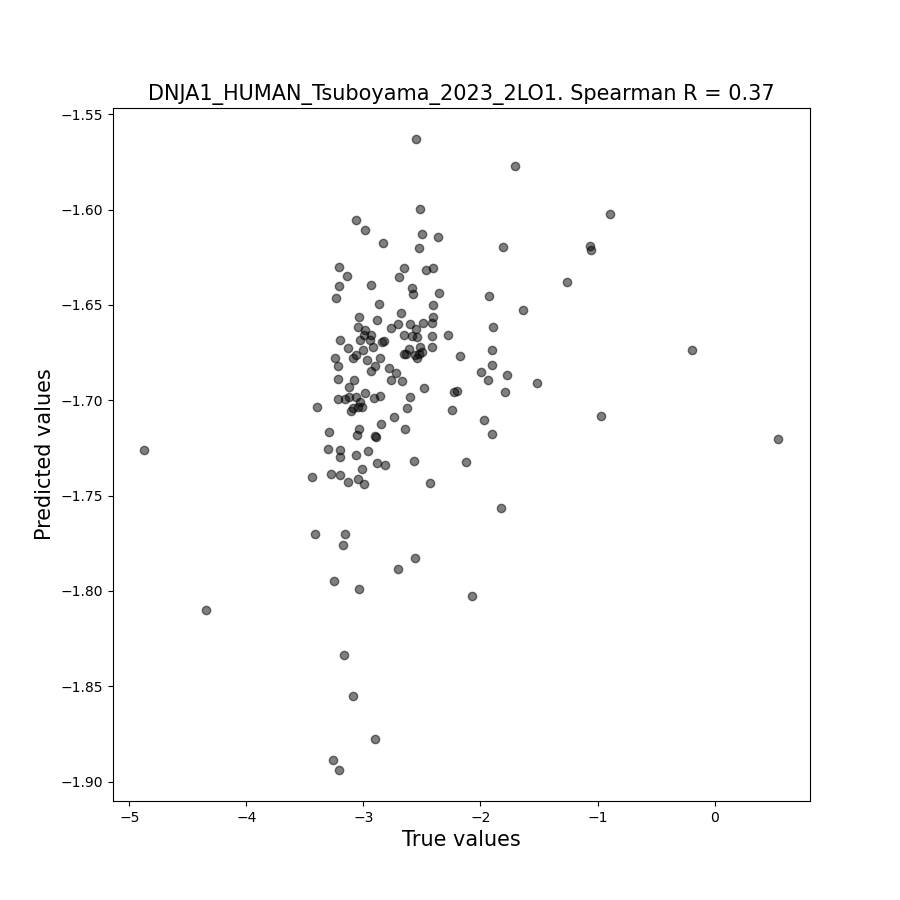 DNJA1_HUMAN_Tsuboyama_2023_2LO1. Spearman R = 0.37
−1.55
−1.60
−1.65
−1.70
−1.75
−1.80
−1.85
−1.90
Predicted values
−5 −4 −3 −2 −1 0
True values